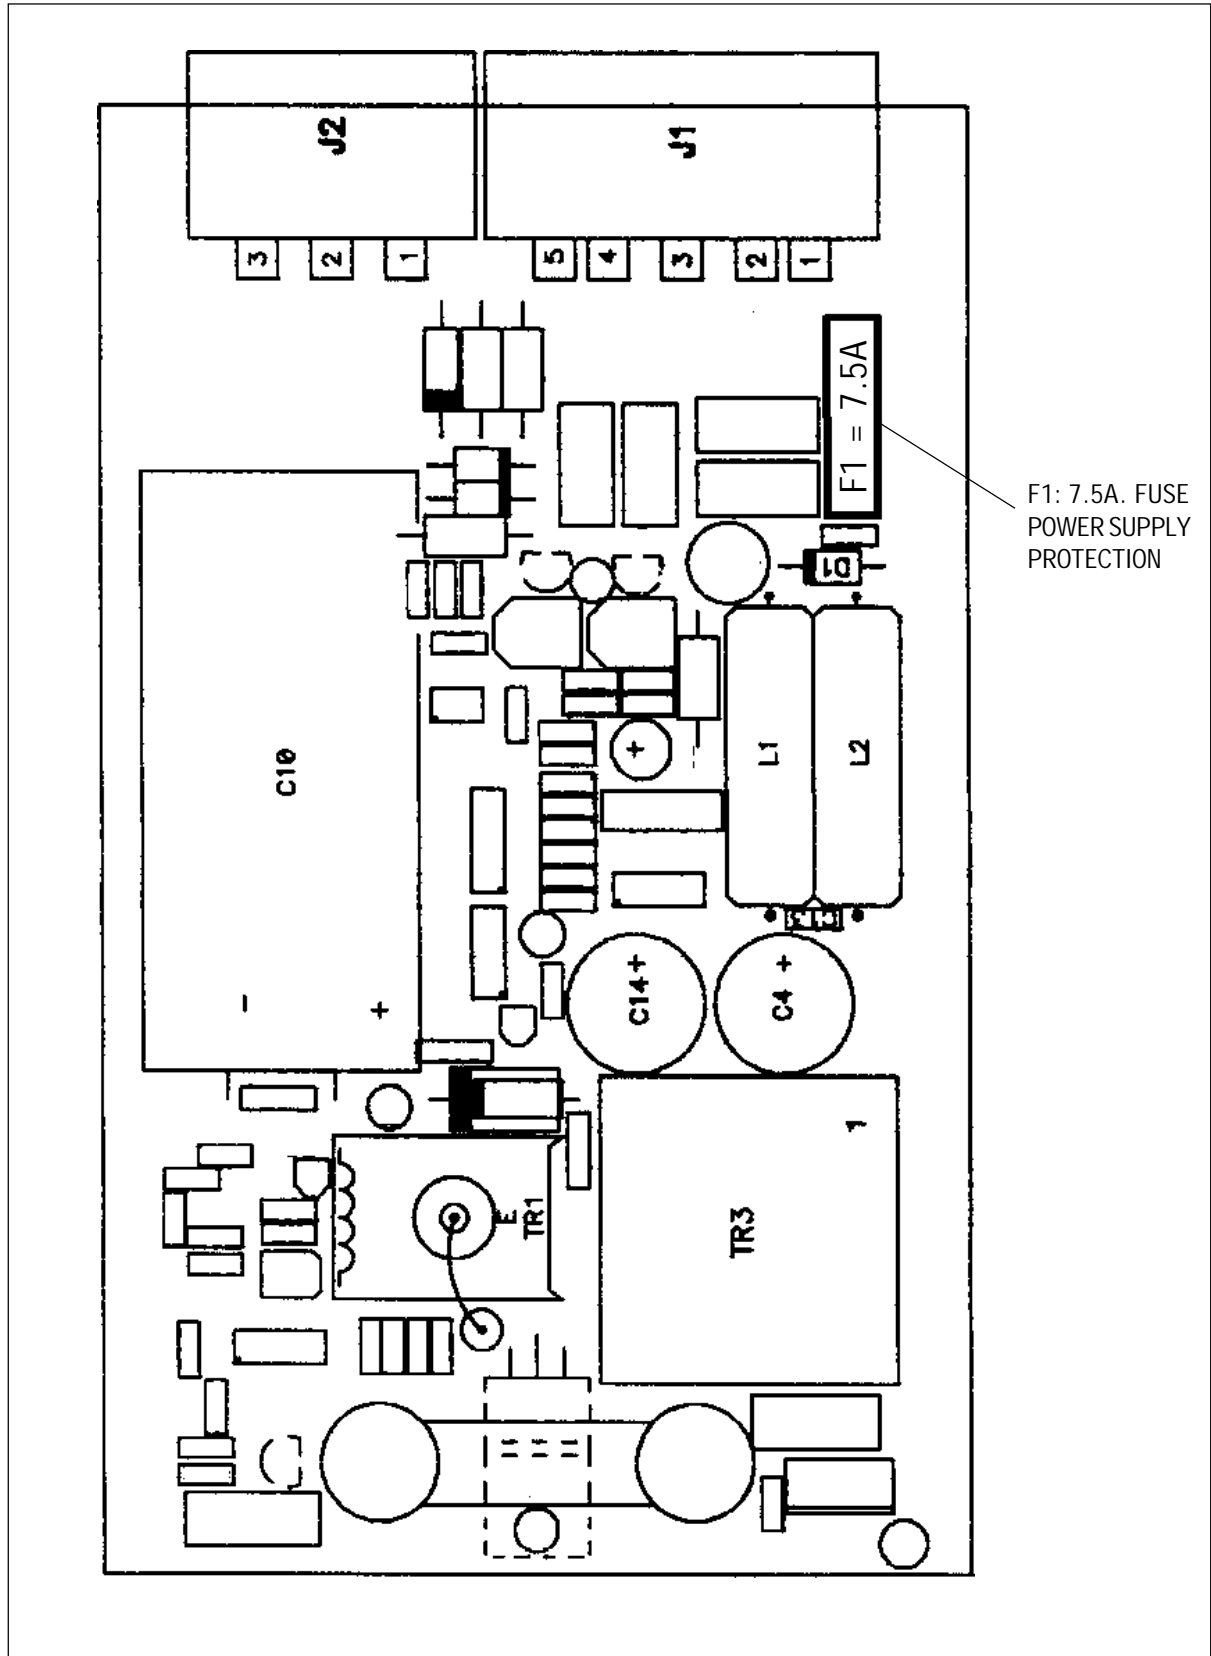 J2
J1
3
2
1
5
4
3
2
1
F1 = 7.5A
F1: 7.5A. FUSE
POWER SUPPLY
PROTECTION
D1
C10
L1
L2
-
+
+
C14+
C4 +
1
E
TR1
TR3